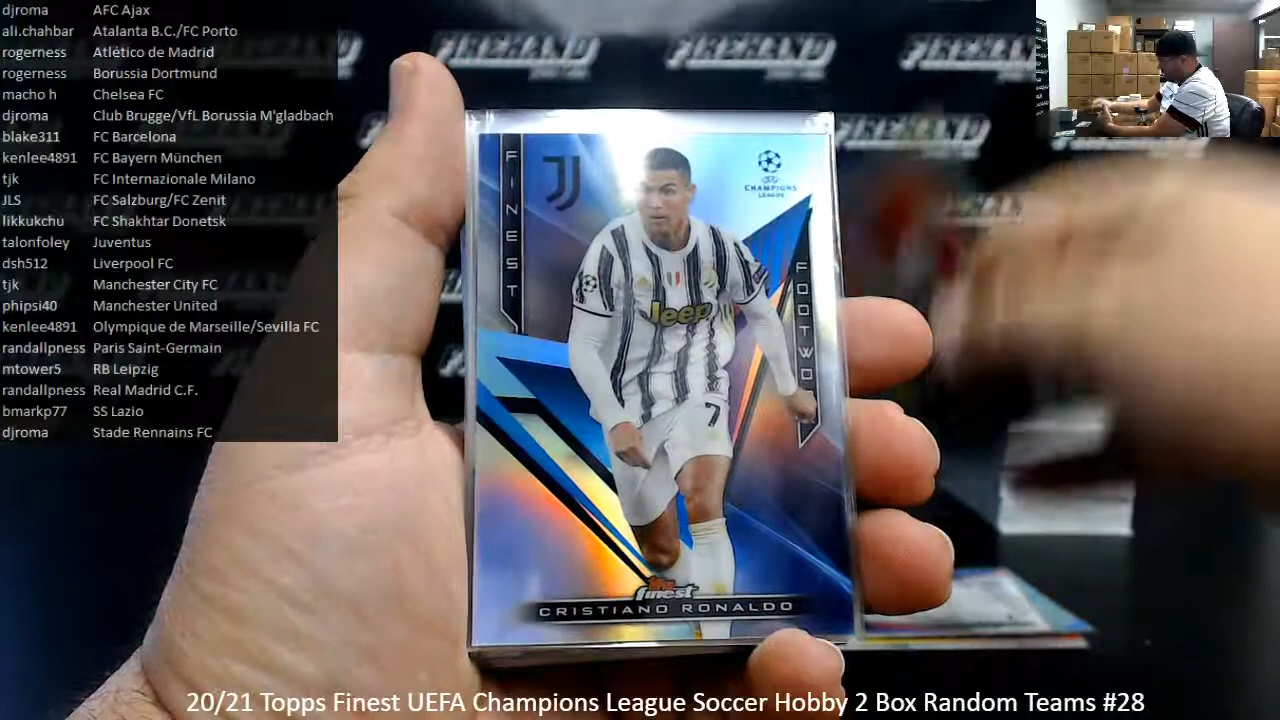 djroma AFC Ajax
ali.chahbar Atalanta B.C./FC Porto
rogerness Atlético de Madrid
rogerness Borussia Dortmund
macho h Chelsea FC
djroma Club Brugge/VfL Borussia M'gladbach
blake311 FC Barcelona
kenlee4891 FC Bayern München
tjk FC Internazionale Milano
JLS FC Salzburg/FC Zenit
likkukchu FC Shakhtar Donetsk
talonfoley Juventus
dsh512 Liverpool FC
tjk Manchester City FC
phipsi40 Manchester United
kenlee4891 Olympique de Marseille/Sevilla FC
randallpness Paris Saint-Germain
mtower5 RB Leipzig
randallpness Real Madrid C.F.
bmarkp77 SS Lazio
djroma Stade Rennains FC
FIREHAND
FIREHAND
FIREHAND
FINEST
CHAMPIONS
LEAGUE
Jeep
7
FOOTWO
the
finest
CRISTIANO RONALDO
20/21 Topps Finest UEFA Champions League Soccer Hobby 2 Box Random Teams #28